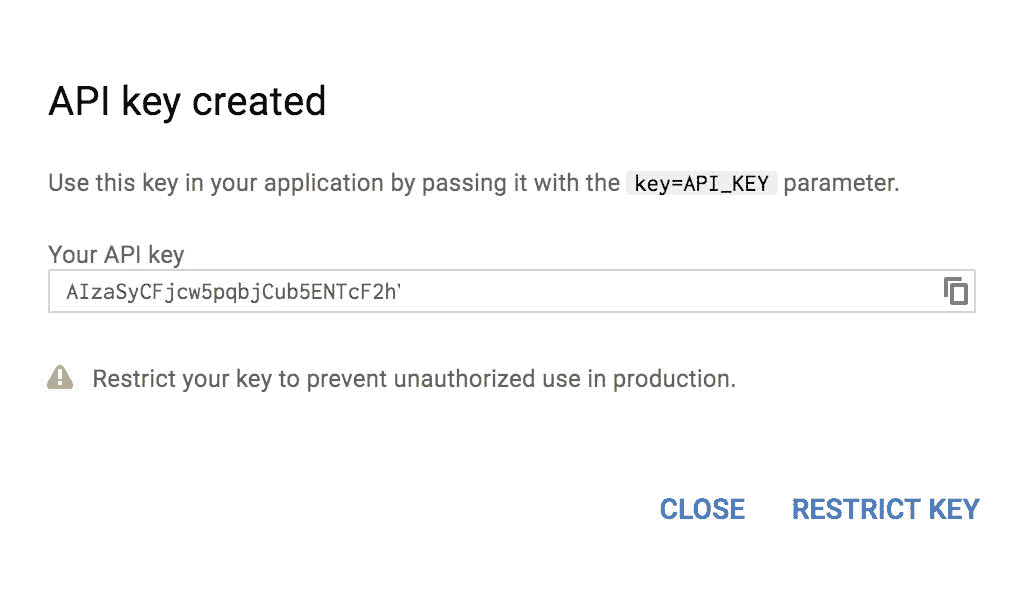 API key created
Use this key in your application by passing it with the key=API_KEY parameter.
Your API key
AIzaSyCFjcw5pqbjCub5ENTcF2h
Restrict your key to prevent unauthorized use in production.
CLOSE RESTRICT KEY